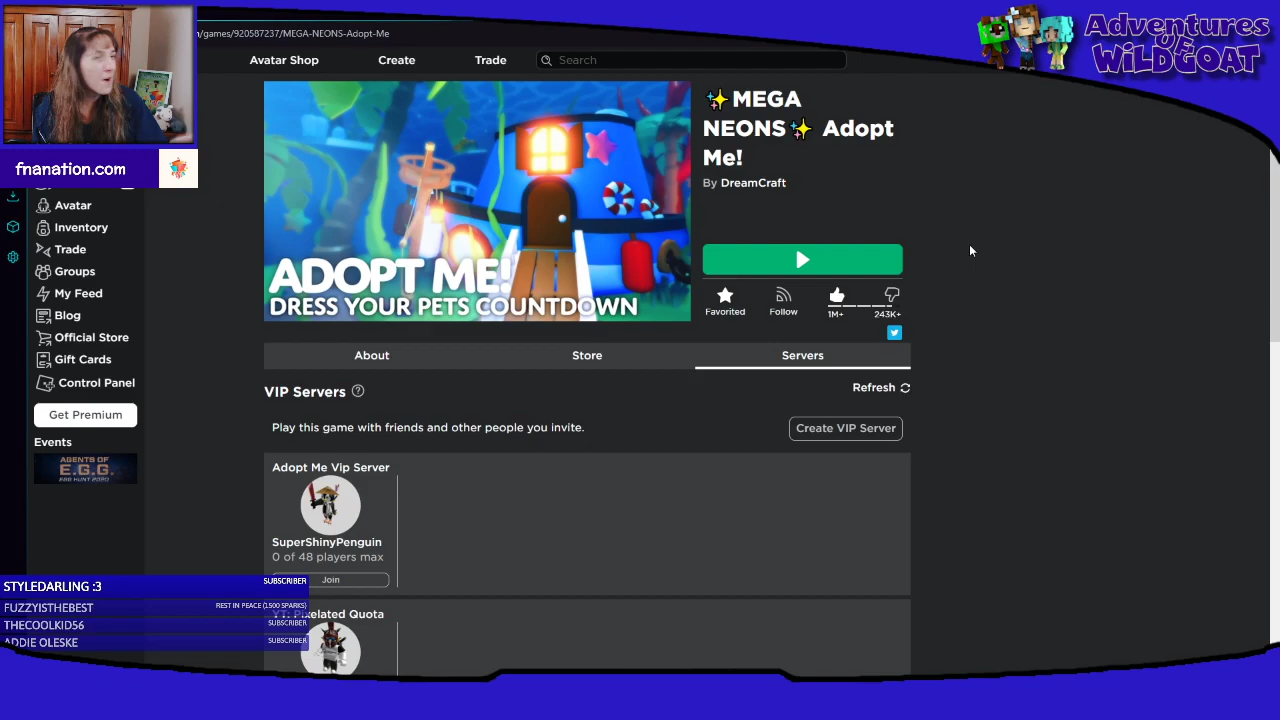 Adventures
OF
WILDGOAT
/games/920587237/MEGA-NEONS-Adopt-Me
Avatar Shop
Create
Trade
Search
fnanation.com
Avatar
Inventory
Trade
Groups
My Feed
Blog
Official Store
Gift Cards
Control Panel
Get Premium
Events
AGENTS OF
E.G.G.
EGG HUNT 2020
ADOPT ME!
DRESS YOUR PETS COUNTDOWN
✨MEGA
NEONS✨ Adopt
Me!
By DreamCraft
Favorited
Follow
1M+
243K+
About
Store
Servers
VIP Servers
Refresh
Play this game with friends and other people you invite.
Create VIP Server
Adopt Me Vip Server
SuperShinyPenguin
0 of 48 players max
Join
YT: Pixelated Quota
STYLEDARLING :3 SUBSCRIBER
FUZZYISTHEBEST REST IN PEACE (1500 SPARKS)
THECOOLKID56 SUBSCRIBER
ADDIE OLESKE SUBSCRIBER